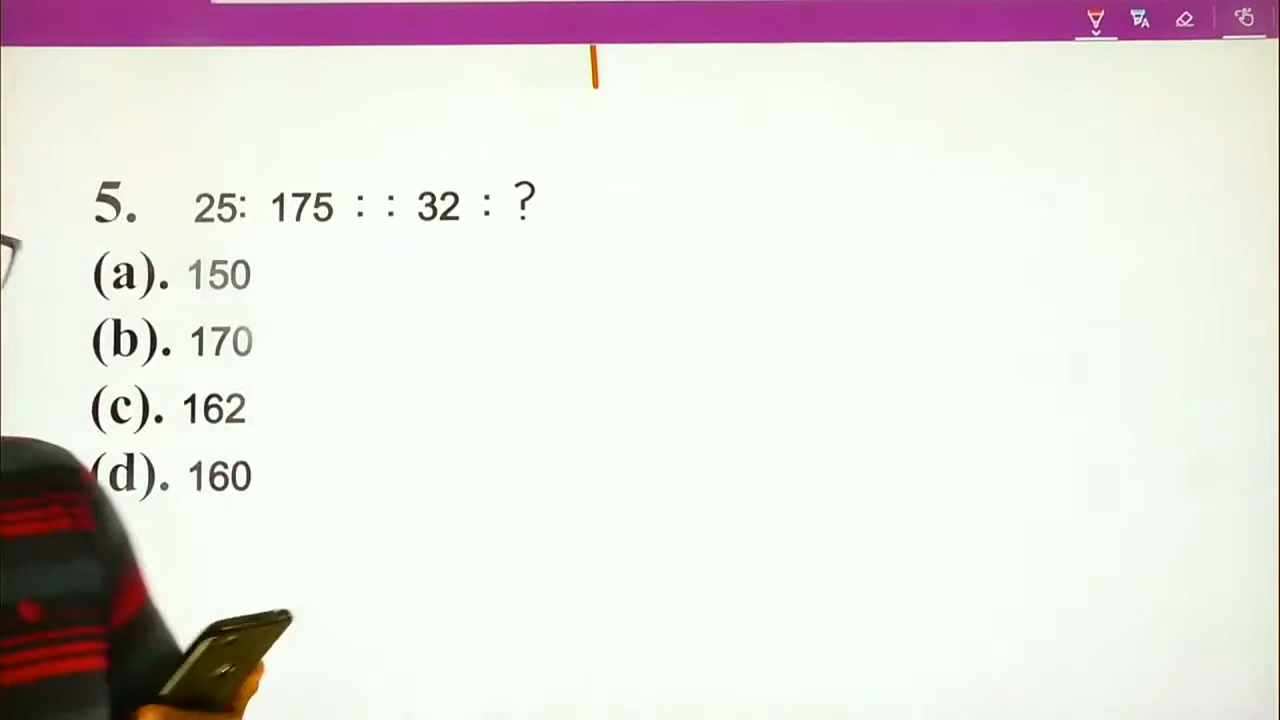 5. 25: 175 : : 32 : ?
(a). 150
(b). 170
(c). 162
(d). 160